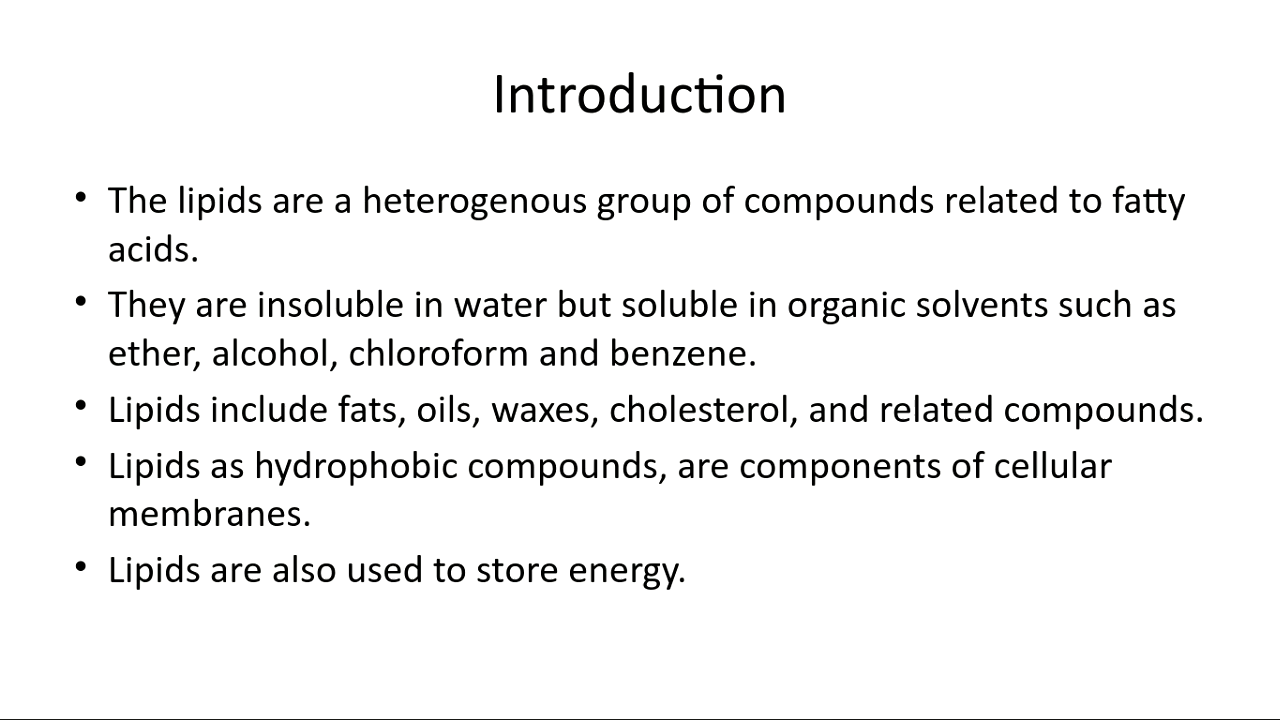 Introduction
• The lipids are a heterogenous group of compounds related to fatty
acids.
• They are insoluble in water but soluble in organic solvents such as
ether, alcohol, chloroform and benzene.
• Lipids include fats, oils, waxes, cholesterol, and related compounds.
• Lipids as hydrophobic compounds, are components of cellular
membranes.
• Lipids are also used to store energy.